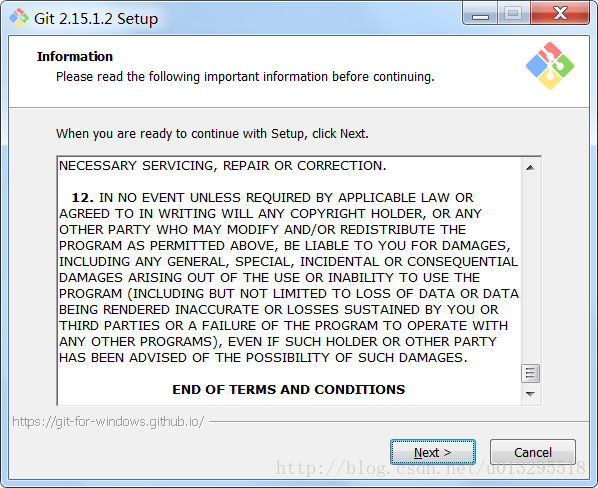 Git 2.15.1.2 Setup
Information
Please read the following important information before continuing.
When you are ready to continue with Setup, click Next.
NECESSARY SERVICING, REPAIR OR CORRECTION.
12. IN NO EVENT UNLESS REQUIRED BY APPLICABLE LAW OR
AGREED TO IN WRITING WILL ANY COPYRIGHT HOLDER, OR ANY
OTHER PARTY WHO MAY MODIFY AND/OR REDISTRIBUTE THE
PROGRAM AS PERMITTED ABOVE, BE LIABLE TO YOU FOR DAMAGES,
INCLUDING ANY GENERAL, SPECIAL, INCIDENTAL OR CONSEQUENTIAL
DAMAGES ARISING OUT OF THE USE OR INABILITY TO USE THE
PROGRAM (INCLUDING BUT NOT LIMITED TO LOSS OF DATA OR DATA
BEING RENDERED INACCURATE OR LOSSES SUSTAINED BY YOU OR
THIRD PARTIES OR A FAILURE OF THE PROGRAM TO OPERATE WITH
ANY OTHER PROGRAMS), EVEN IF SUCH HOLDER OR OTHER PARTY
HAS BEEN ADVISED OF THE POSSIBILITY OF SUCH DAMAGES.
END OF TERMS AND CONDITIONS
https://git-for-windows.github.io/
Next >
Cancel
http://blog.csdn.net/u013295518